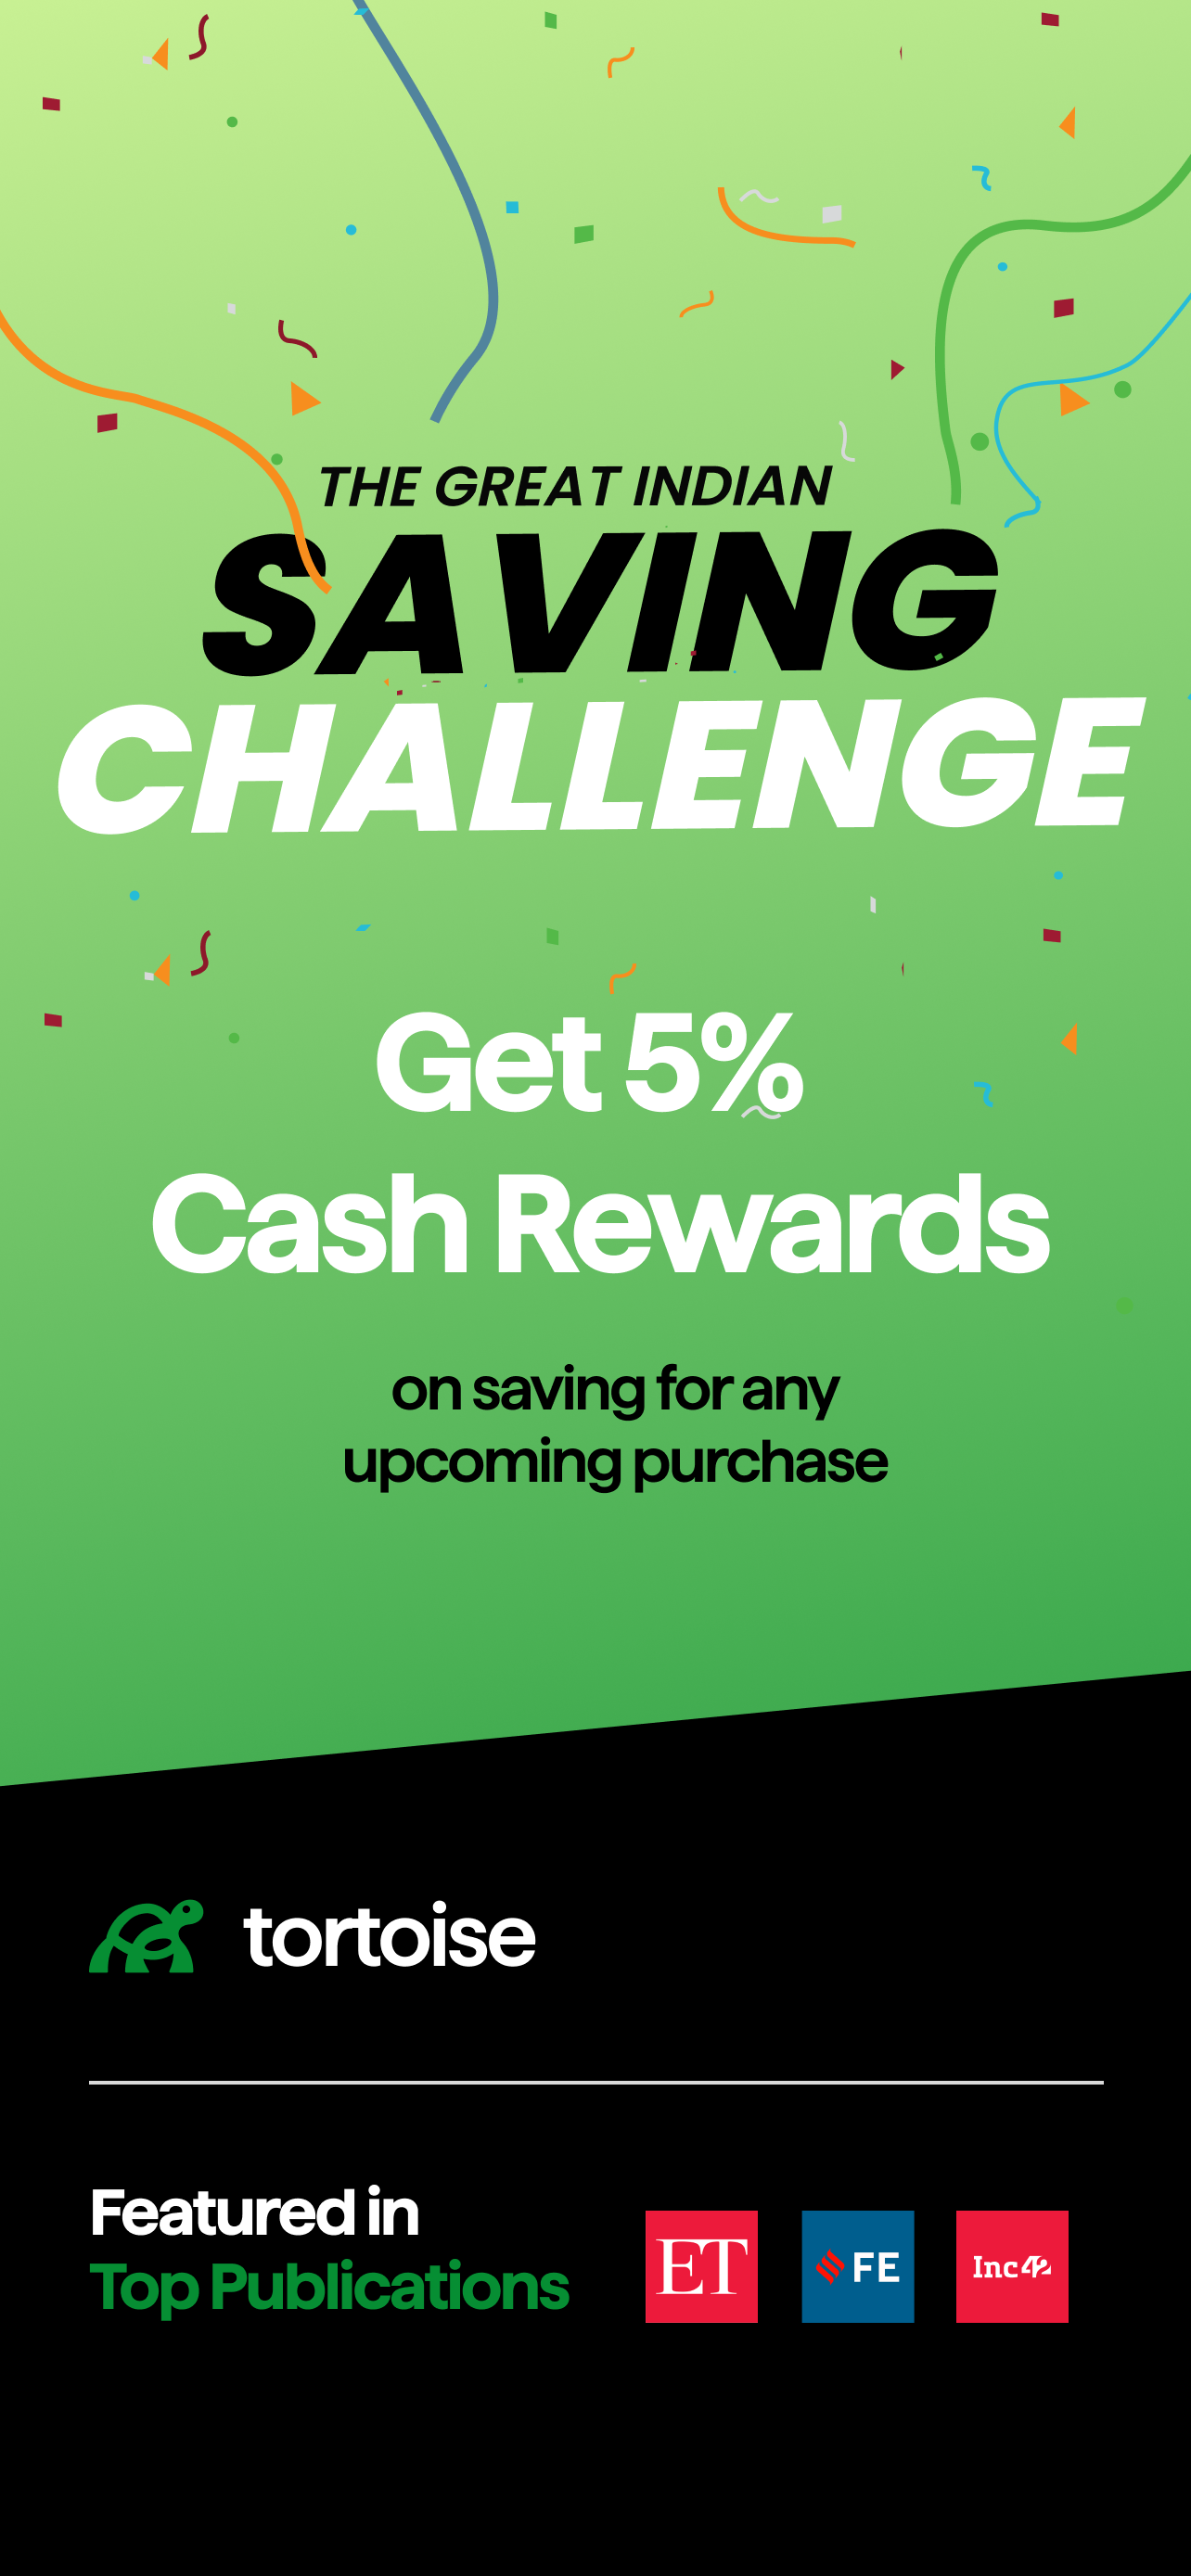 THE GREAT INDIAN
SAVING
CHALLENGE
Get 5%
Cash Rewards
on saving for any
upcoming purchase
tortoise
Featured in
Top Publications
ET
FE
Inc42